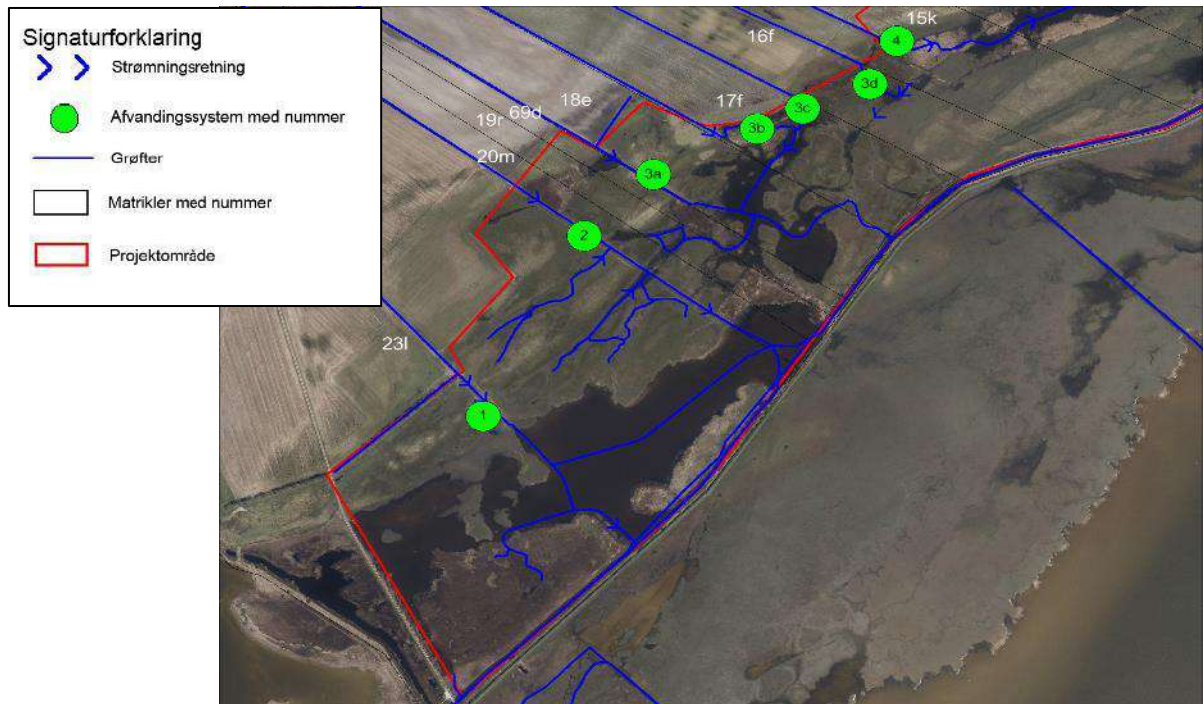 Signaturforklaring
Strømningsretning
Afvandingssystem med nummer
Grøfter
Matrikler med nummer
Projektområde
15k
16f
4
3d
17f
3c
3b
18e
69d
19r
20m
3a
2
23l
1